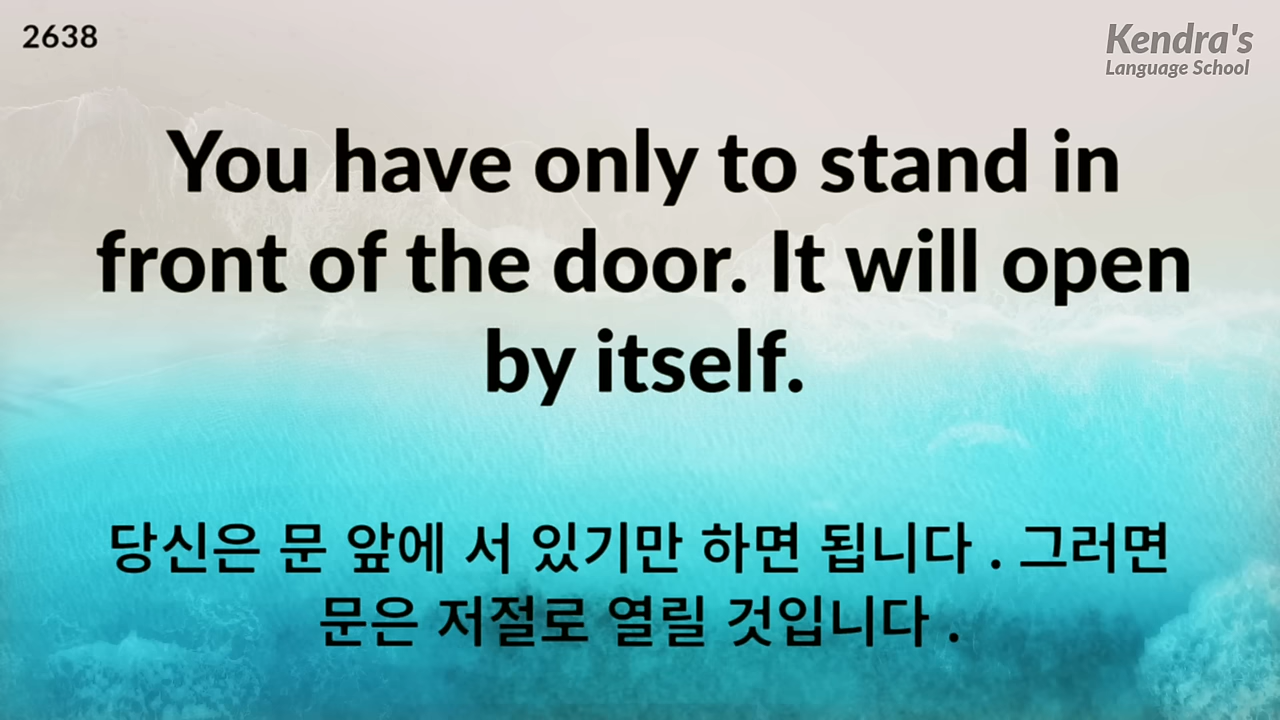 2638
Kendra's
Language School
You have only to stand in
front of the door. It will open
by itself.
당신은 문 앞에 서 있기만 하면 됩니다 . 그러면
문은 저절로 열릴 것입니다 .